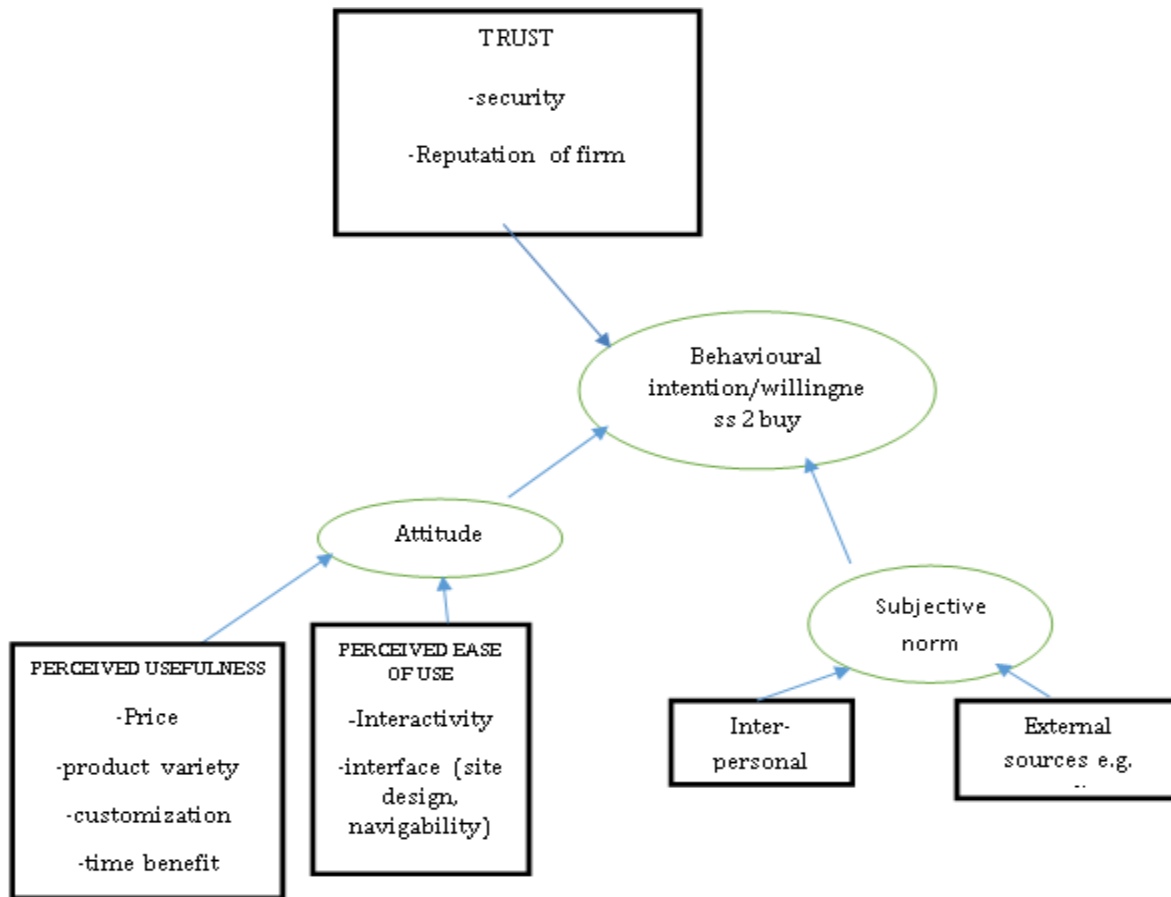 TRUST
-security
-Reputation of firm
Behavioural
intention/willingne
ss 2 buy
Attitude
Subjective
norm
PERCEIVED USEFULNESS
-Price
-product variety
-customization
-time benefit
PERCEIVED EASE
OF USE
-Interactivity
-interface (site
design,
navigability)
Inter-
personal
External
sources e.g.